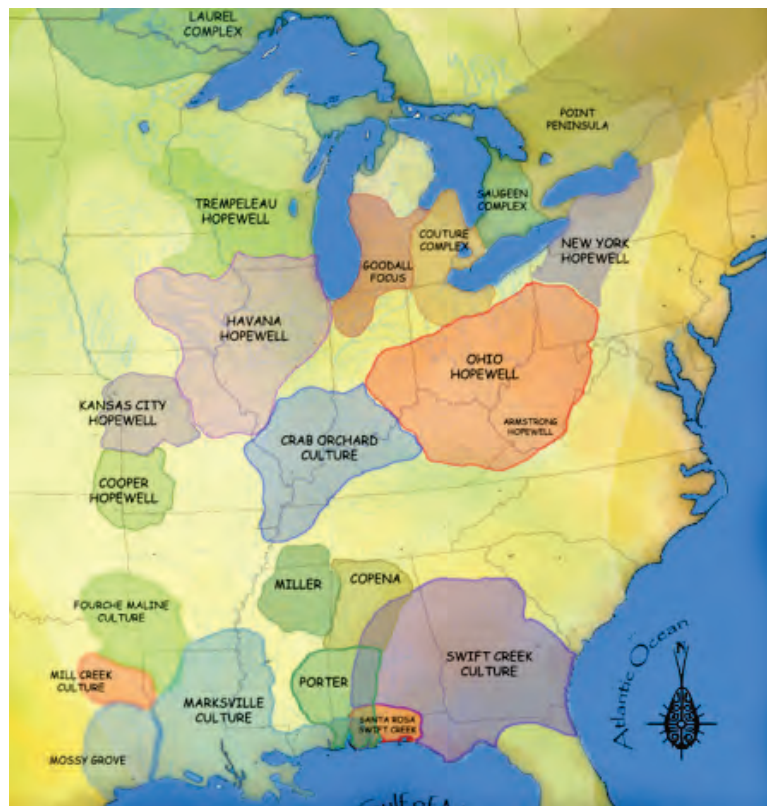 LAUREL
COMPLEX
POINT
PENINSULA
TREMPELEAU
HOPEWELL
SAUGEEN
COMPLEX
COUTURE
COMPLEX
NEW YORK
HOPEWELL
GOODALL
FOCUS
HAVANA
HOPEWELL
OHIO
HOPEWELL
KANSAS CITY
HOPEWELL
ARMSTRONG
HOPEWELL
CRAB ORCHARD
CULTURE
COOPER
HOPEWELL
MILLER
COPENA
FOURCHE MALINE
CULTURE
SWIFT CREEK
CULTURE
MILL CREEK
CULTURE
PORTER
MARKSVILLE
CULTURE
SANTA ROSA
SWIFT CREEK
MOSSY GROVE
Atlantic Ocean
N
Gulf of